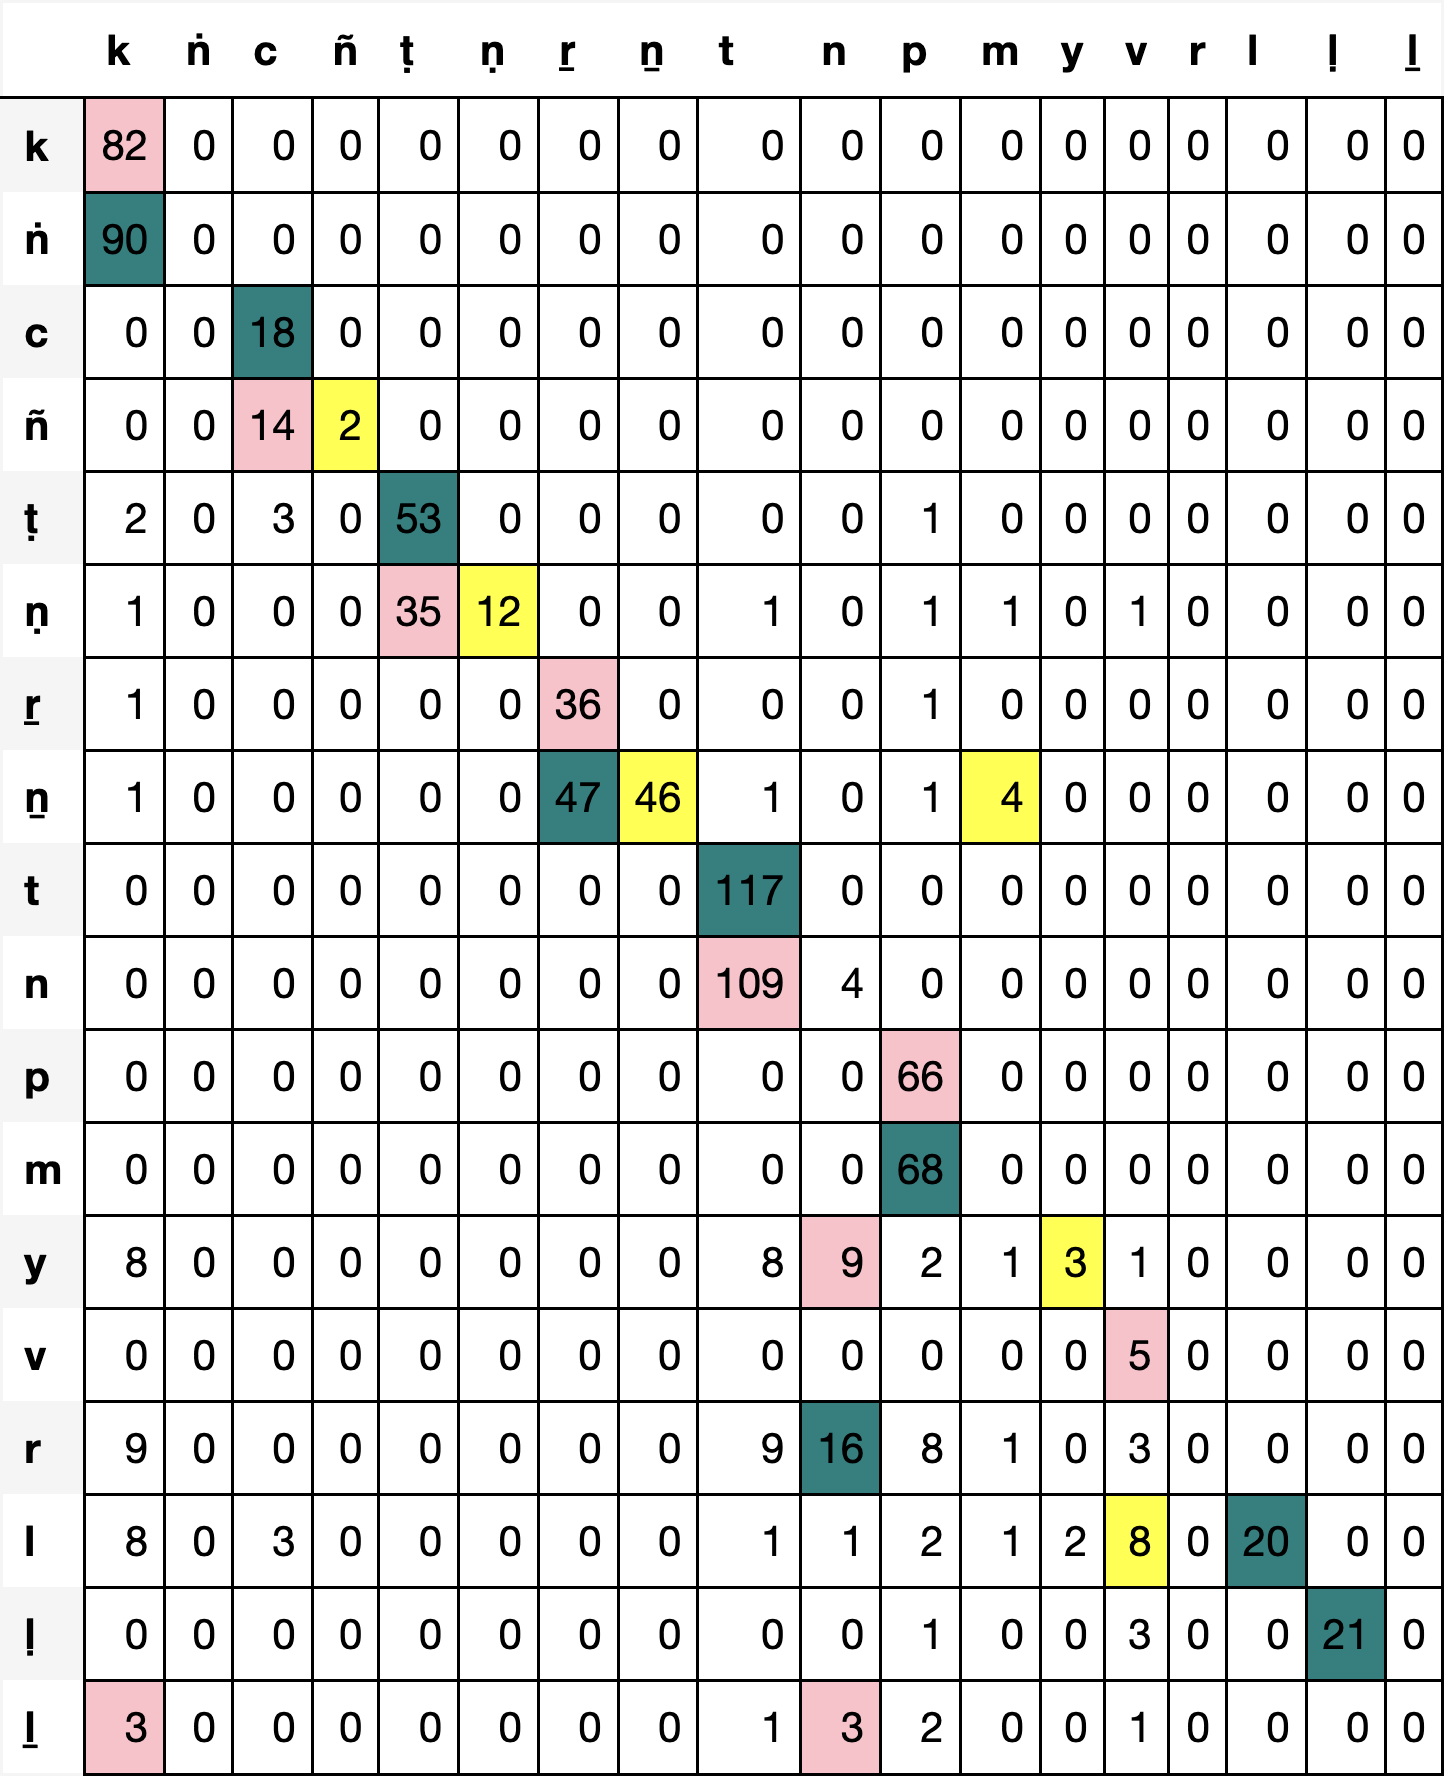 k ṅ c ñ ṭ ṇ ṟ ṉ t n p m y v r l ḷ ḻ
k 82 0 0 0 0 0 0 0 0 0 0 0 0 0 0 0 0 0
ṅ 90 0 0 0 0 0 0 0 0 0 0 0 0 0 0 0 0 0
c 0 0 18 0 0 0 0 0 0 0 0 0 0 0 0 0 0 0
ñ 0 0 14 2 0 0 0 0 0 0 0 0 0 0 0 0 0 0
ṭ 2 0 3 0 53 0 0 0 0 0 1 0 0 0 0 0 0 0
ṇ 1 0 0 0 35 12 0 0 1 0 1 1 0 1 0 0 0 0
ṟ 1 0 0 0 0 0 36 0 0 0 1 0 0 0 0 0 0 0
ṉ 1 0 0 0 0 0 47 46 1 0 1 4 0 0 0 0 0 0
t 0 0 0 0 0 0 0 0 117 0 0 0 0 0 0 0 0 0
n 0 0 0 0 0 0 0 0 109 4 0 0 0 0 0 0 0 0
p 0 0 0 0 0 0 0 0 0 0 66 0 0 0 0 0 0 0
m 0 0 0 0 0 0 0 0 0 0 68 0 0 0 0 0 0 0
y 8 0 0 0 0 0 0 0 8 9 2 1 3 1 0 0 0 0
v 0 0 0 0 0 0 0 0 0 0 0 0 0 5 0 0 0 0
r 9 0 0 0 0 0 0 0 9 16 8 1 0 3 0 0 0 0
l 8 0 3 0 0 0 0 0 1 1 2 1 2 8 0 20 0 0
ḷ 0 0 0 0 0 0 0 0 0 0 1 0 0 3 0 0 21 0
ḻ 3 0 0 0 0 0 0 0 1 3 2 0 0 1 0 0 0 0